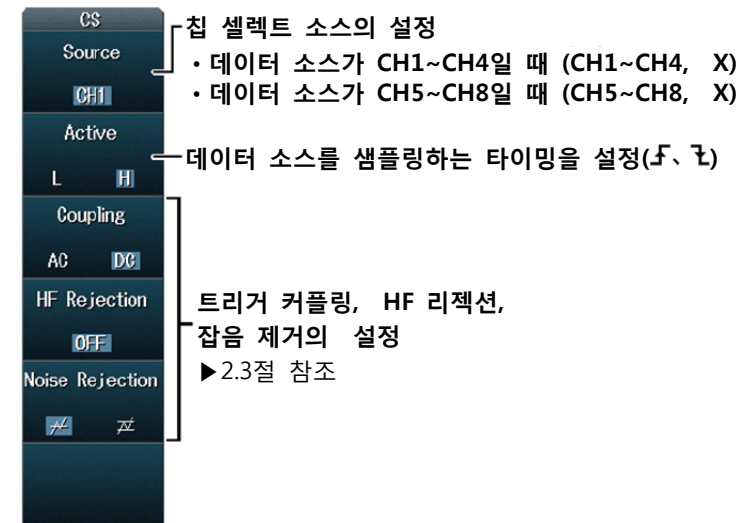 CS
Source
CH1
Active
L H
Coupling
AC DC
HF Rejection
OFF
Noise Rejection
칩 셀렉트 소스의 설정
・데이터 소스가 CH1~CH4일 때 (CH1~CH4, X)
・데이터 소스가 CH5~CH8일 때 (CH5~CH8, X)
데이터 소스를 샘플링하는 타이밍을 설정(、)
트리거 커플링, HF 리젝션,
잡음 제거의 설정
▶2.3절 참조